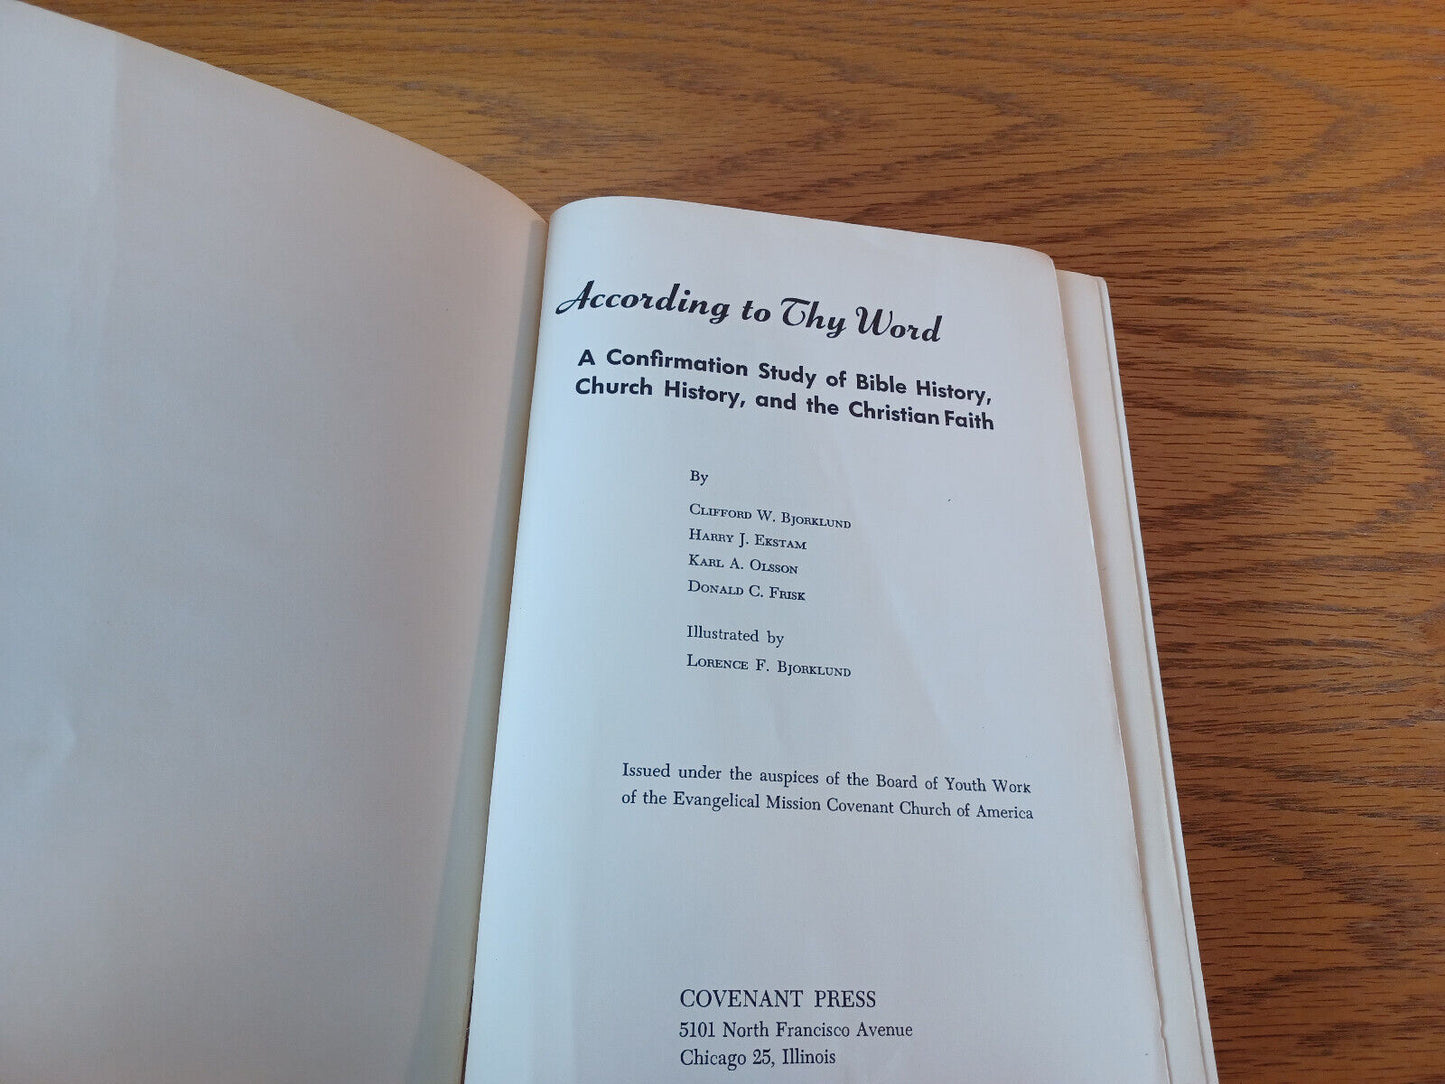 According to Thy Word
A Confirmation Study of Bible History,
Church History, and the Christian Faith
By
Clifford W. Bjorklund
Harry J. Ekstam
Karl A. Olsson
Donald C. Frisk
Illustrated by
Lorence F. Bjorklund
Issued under the auspices of the Board of Youth Work
of the Evangelical Mission Covenant Church of America
COVENANT PRESS
5101 North Francisco Avenue
Chicago 25, Illinois